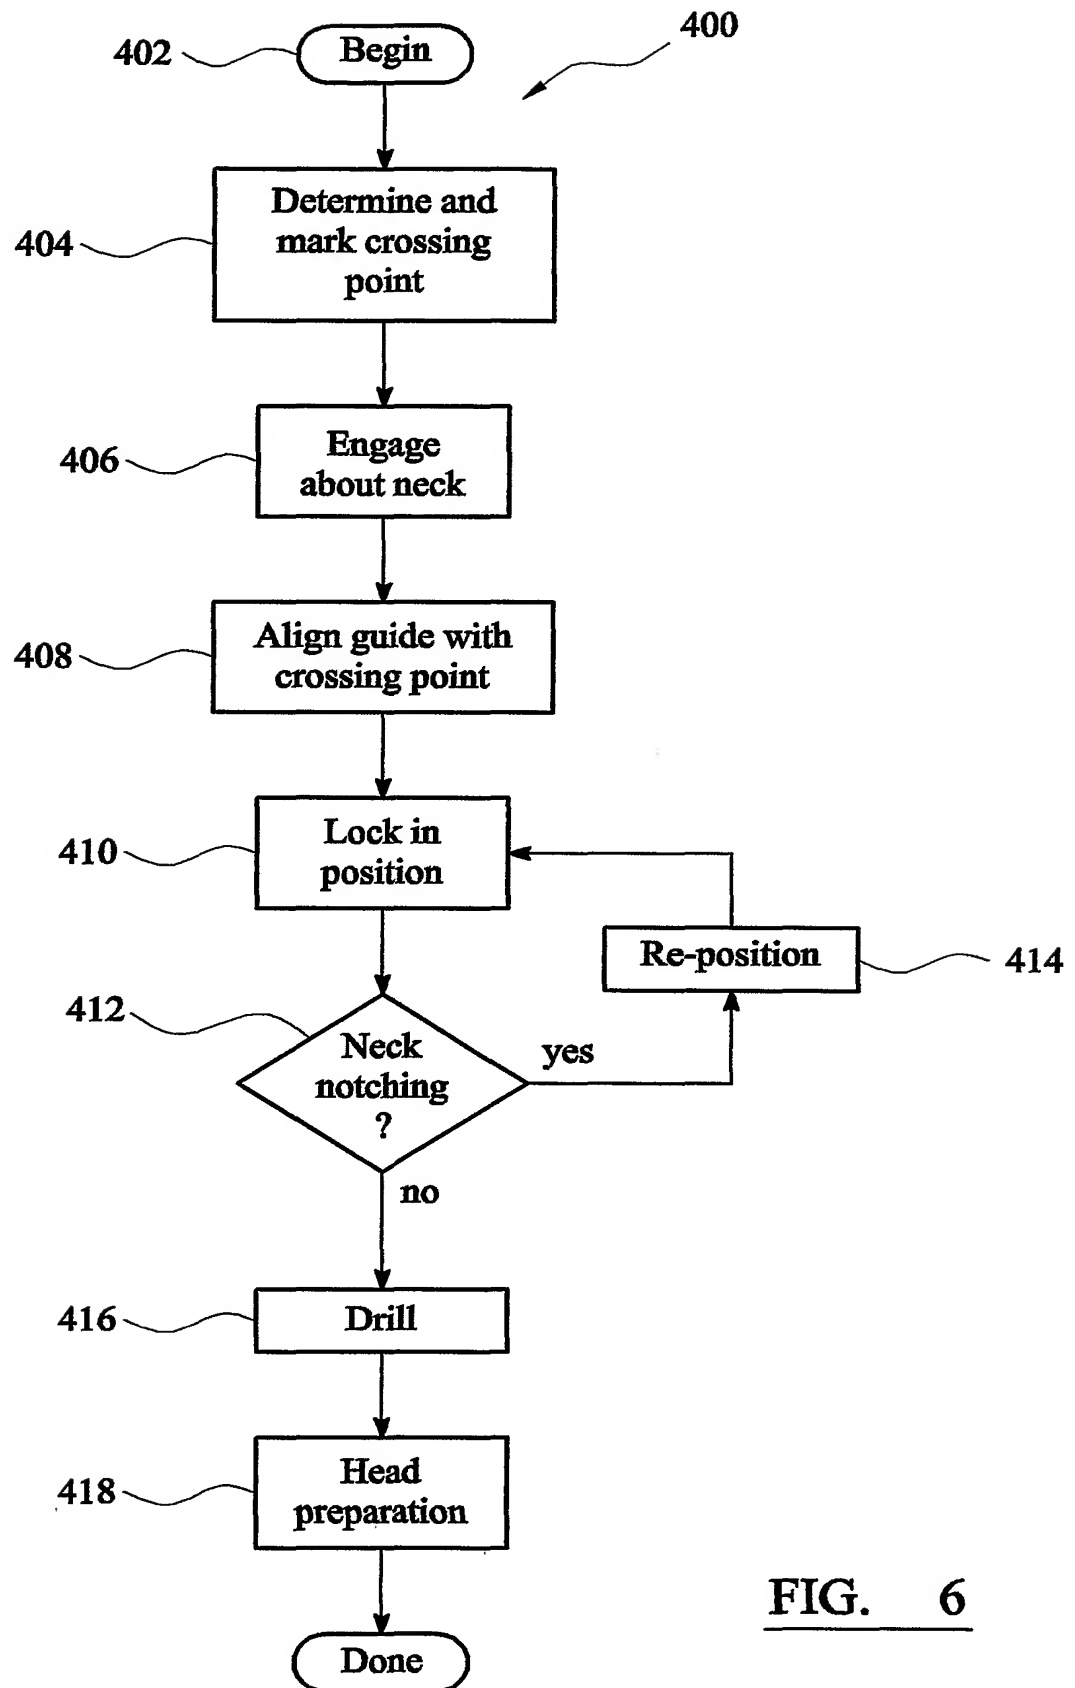 400
402
Begin
404
Determine and
mark crossing
point
406
Engage
about neck
408
Align guide with
crossing point
410
Lock in
position
Re-position
414
412
Neck
notching
?
yes
no
416
Drill
418
Head
preparation
Done
FIG. 6